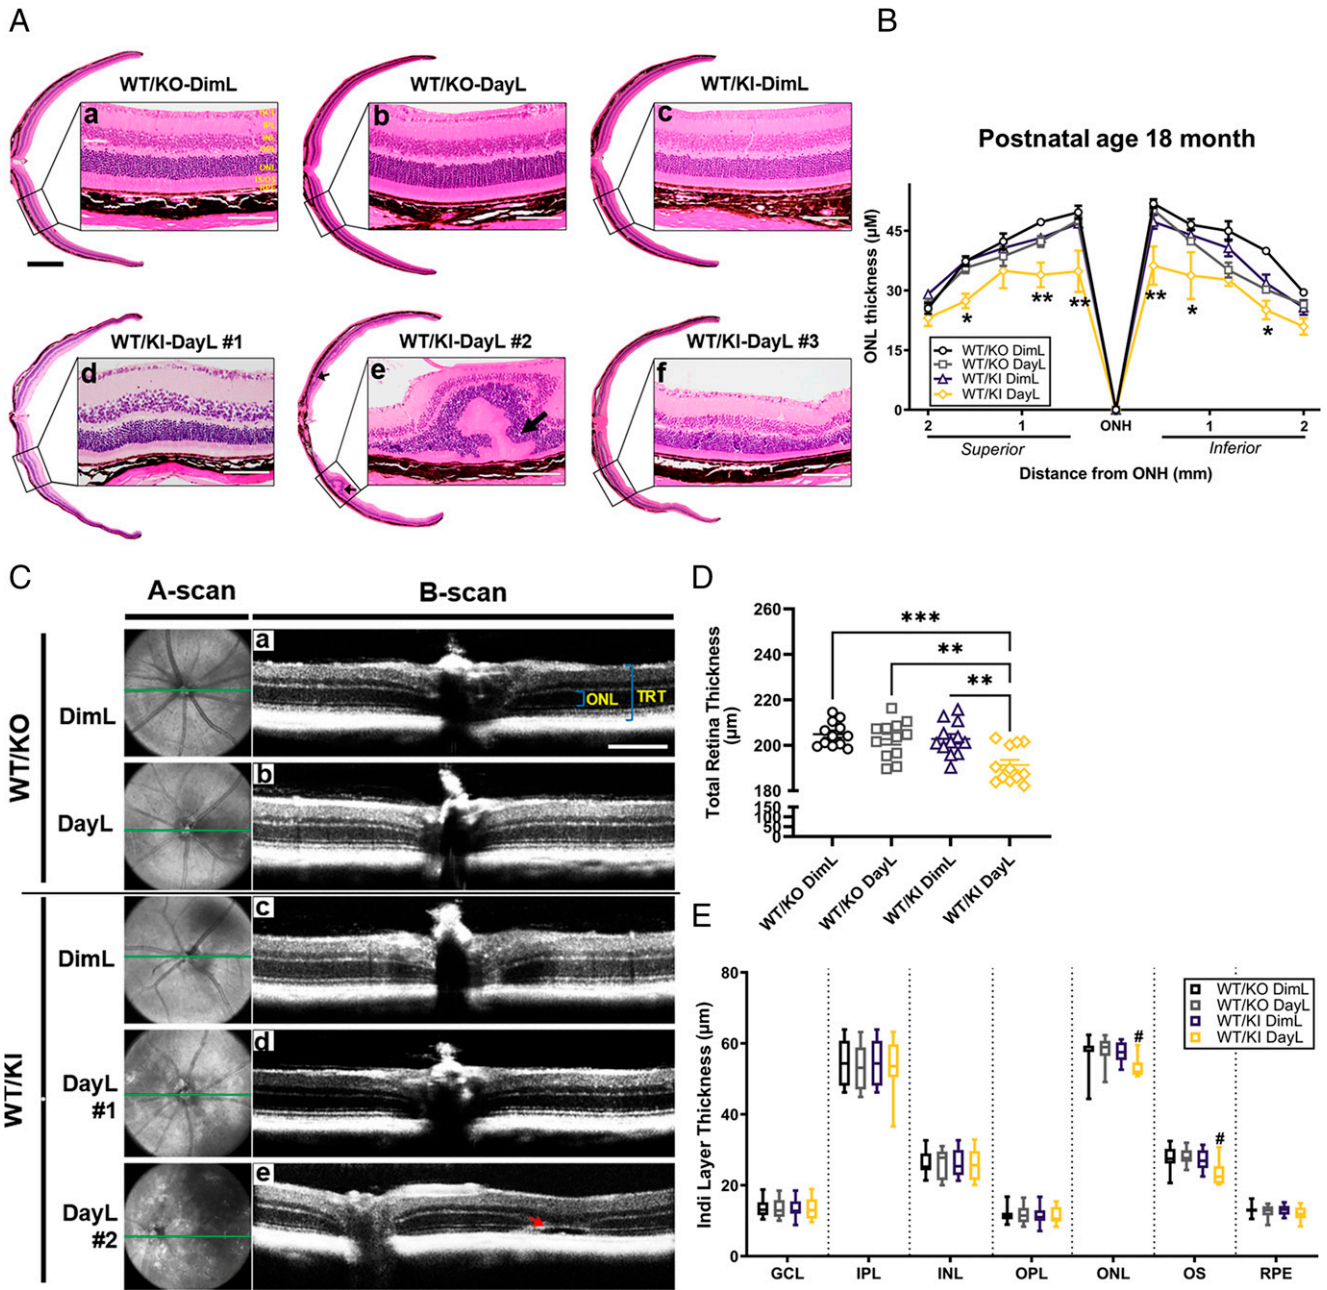 A
WT/KO-DimL
WT/KO-DayL
WT/KI-DimL
a
b
c
IPL
INL
OPL
ONL
IS/OS
WT/KI-DayL #1
WT/KI-DayL #2
WT/KI-DayL #3
d
e
f
B
Postnatal age 18 month
ONL thickness (µM)
45
30
15
0
*
**
**
**
*
*
WT/KO DimL
WT/KO DayL
WT/KI DimL
WT/KI DayL
2
1
ONH
1
2
Superior
Inferior
Distance from ONH (mm)
C
A-scan
B-scan
WT/KO
DimL
a
ONL
TRT
DayL
b
WT/KI
DimL
c
DayL
#1
d
DayL
#2
e
D
Total Retina Thickness
(µm)
260
240
220
200
180
150
100
50
0
***
**
**
WT/KO DimL
WT/KO DayL
WT/KI DimL
WT/KI DayL
E
Indi Layer Thickness (µm)
80
60
40
20
0
WT/KO DimL
WT/KO DayL
WT/KI DimL
WT/KI DayL
#
#
GCL
IPL
INL
OPL
ONL
OS
RPE